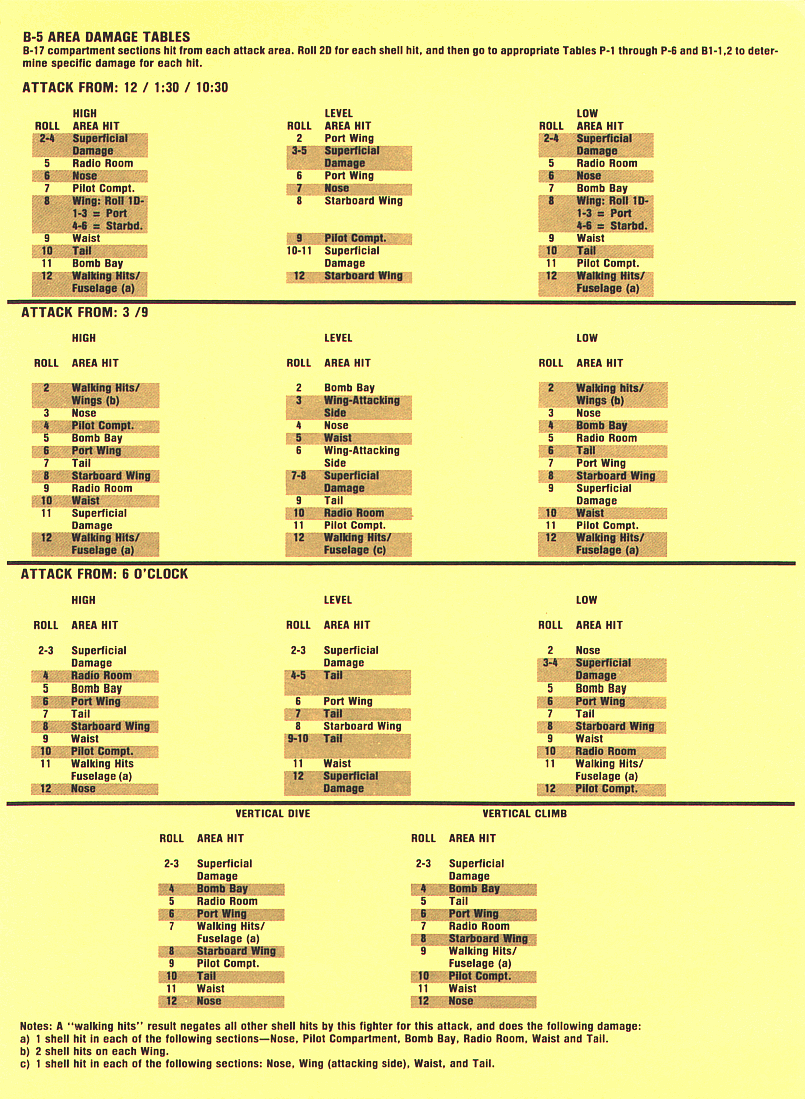 B-5 AREA DAMAGE TABLES
B-17 compartment sections hit from each attack area. Roll 2D for each shell hit, and then go to appropriate Tables P-1 through P-6 and B1-1,2 to deter-
mine specific damage for each hit.
ATTACK FROM: 12 / 1:30 / 10:30
HIGH
ROLL AREA HIT
2-4 Superficial
Damage
5 Radio Room
6 Nose
7 Pilot Compt.
8 Wing: Roll 1D-
1-3 = Port
4-6 = Starbd.
9 Waist
10 Tail
11 Bomb Bay
12 Walking Hits/
Fuselage (a)
LEVEL
ROLL AREA HIT
2 Port Wing
3-5 Superficial
Damage
6 Port Wing
7 Nose
8 Starboard Wing
9 Pilot Compt.
10-11 Superficial
Damage
12 Starboard Wing
LOW
ROLL AREA HIT
2-4 Superficial
Damage
5 Radio Room
6 Nose
7 Bomb Bay
8 Wing: Roll 1D-
1-3 = Port
4-6 = Starbd.
9 Waist
10 Tail
11 Pilot Compt.
12 Walking Hits/
Fuselage (a)
ATTACK FROM: 3 /9
HIGH
ROLL AREA HIT
2 Walking Hits/
Wings (b)
3 Nose
4 Pilot Compt.
5 Bomb Bay
6 Port Wing
7 Tail
8 Starboard Wing
9 Radio Room
10 Waist
11 Superficial
Damage
12 Walking Hits/
Fuselage (a)
LEVEL
ROLL AREA HIT
2 Bomb Bay
3 Wing-Attacking
Side
4 Nose
5 Waist
6 Wing-Attacking
Side
7-8 Superficial
Damage
9 Tail
10 Radio Room
11 Pilot Compt.
12 Walking Hits/
Fuselage (c)
LOW
ROLL AREA HIT
2 Walking hits/
Wings (b)
3 Nose
4 Bomb Bay
5 Radio Room
6 Tail
7 Port Wing
8 Starboard Wing
9 Superficial
Damage
10 Waist
11 Pilot Compt.
12 Walking Hits/
Fuselage (a)
ATTACK FROM: 6 O'CLOCK
HIGH
ROLL AREA HIT
2-3 Superficial
Damage
4 Radio Room
5 Bomb Bay
6 Port Wing
7 Tail
8 Starboard Wing
9 Waist
10 Pilot Compt.
11 Walking Hits
Fuselage (a)
12 Nose
LEVEL
ROLL AREA HIT
2-3 Superficial
Damage
4-5 Tail
6 Port Wing
7 Tail
8 Starboard Wing
9-10 Tail
11 Waist
12 Superficial
Damage
LOW
ROLL AREA HIT
2 Nose
3-4 Superficial
Damage
5 Bomb Bay
6 Port Wing
7 Tail
8 Starboard Wing
9 Waist
10 Radio Room
11 Walking Hits/
Fuselage (a)
12 Pilot Compt.
VERTICAL DIVE
ROLL AREA HIT
2-3 Superficial
Damage
4 Bomb Bay
5 Radio Room
6 Port Wing
7 Walking Hits/
Fuselage (a)
8 Starboard Wing
9 Pilot Compt.
10 Tail
11 Waist
12 Nose
VERTICAL CLIMB
ROLL AREA HIT
2-3 Superficial
Damage
4 Bomb Bay
5 Tail
6 Port Wing
7 Radio Room
8 Starboard Wing
9 Walking Hits/
Fuselage (a)
10 Pilot Compt.
11 Waist
12 Nose
Notes: A "walking hits" result negates all other shell hits by this fighter for this attack, and does the following damage:
a) 1 shell hit in each of the following sections—Nose, Pilot Compartment, Bomb Bay, Radio Room, Waist and Tail.
b) 2 shell hits on each Wing.
c) 1 shell hit in each of the following sections: Nose, Wing (attacking side), Waist, and Tail.